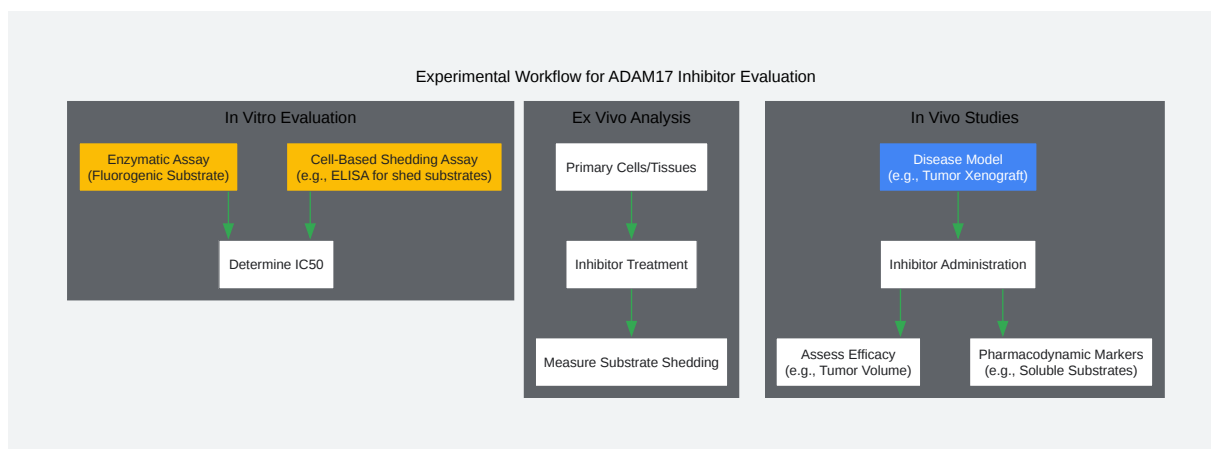 Experimental Workflow for ADAM17 Inhibitor Evaluation
In Vitro Evaluation
Enzymatic Assay
(Fluorogenic Substrate)
Cell-Based Shedding Assay
(e.g., ELISA for shed substrates)
Determine IC50
Ex Vivo Analysis
Primary Cells/Tissues
Inhibitor Treatment
Measure Substrate Shedding
In Vivo Studies
Disease Model
(e.g., Tumor Xenograft)
Inhibitor Administration
Assess Efficacy
(e.g., Tumor Volume)
Pharmacodynamic Markers
(e.g., Soluble Substrates)